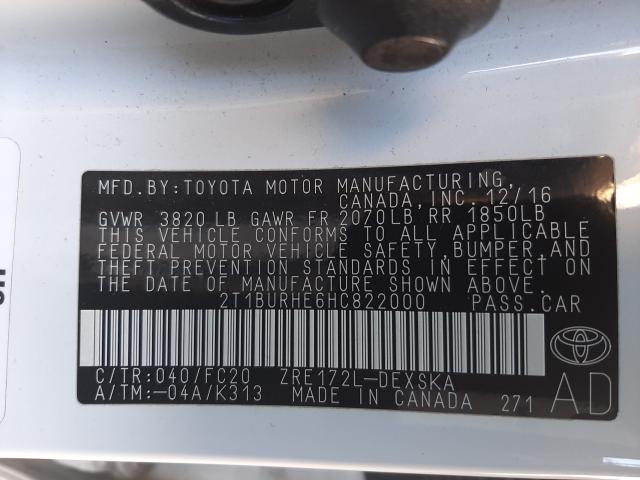 MFD.BY:TOYOTA MOTOR MANUFACTURING,
CANADA, INC. 12/16
GVWR 3820 LB GAWR FR 2070LB RR 1850LB
THIS VEHICLE CONFORMS TO ALL APPLICABLE
FEDERAL MOTOR VEHICLE SAFETY, BUMPER, AND
THEFT PREVENTION STANDARDS IN EFFECT
ON THE DATE OF MANUFACTURE SHOWN ABOVE.
2T1BURHE6HC822000 PASS.CAR
C/TR:040/FC20 ZRE172L-DEXSKA
A/TM:-04A/K313 MADE IN CANADA 271
AD